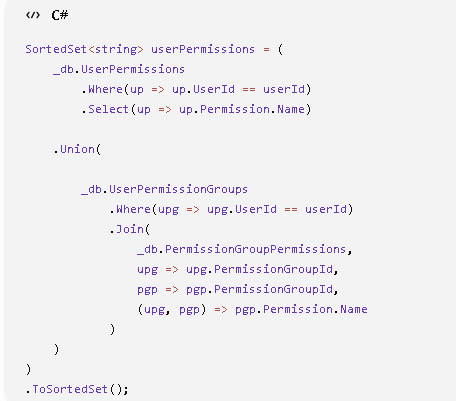 </> C#
SortedSet<string> userPermissions = (
    _db.UserPermissions
        .Where(up => up.UserId == userId)
        .Select(up => up.Permission.Name)
    .Union(
        _db.UserPermissionGroups
            .Where(upg => upg.UserId == userId)
            .Join(
                _db.PermissionGroupPermissions,
                upg => upg.PermissionGroupId,
                pgp => pgp.PermissionGroupId,
                (upg, pgp) => pgp.Permission.Name
            )
    )
)
.ToSortedSet();